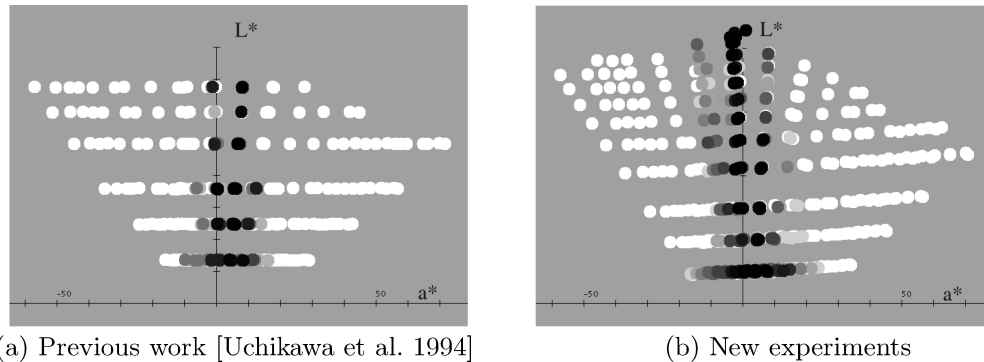 L*
-50
50
a*
(a) Previous work [Uchikawa et al. 1994]
L*
-50
50
a*
(b) New experiments